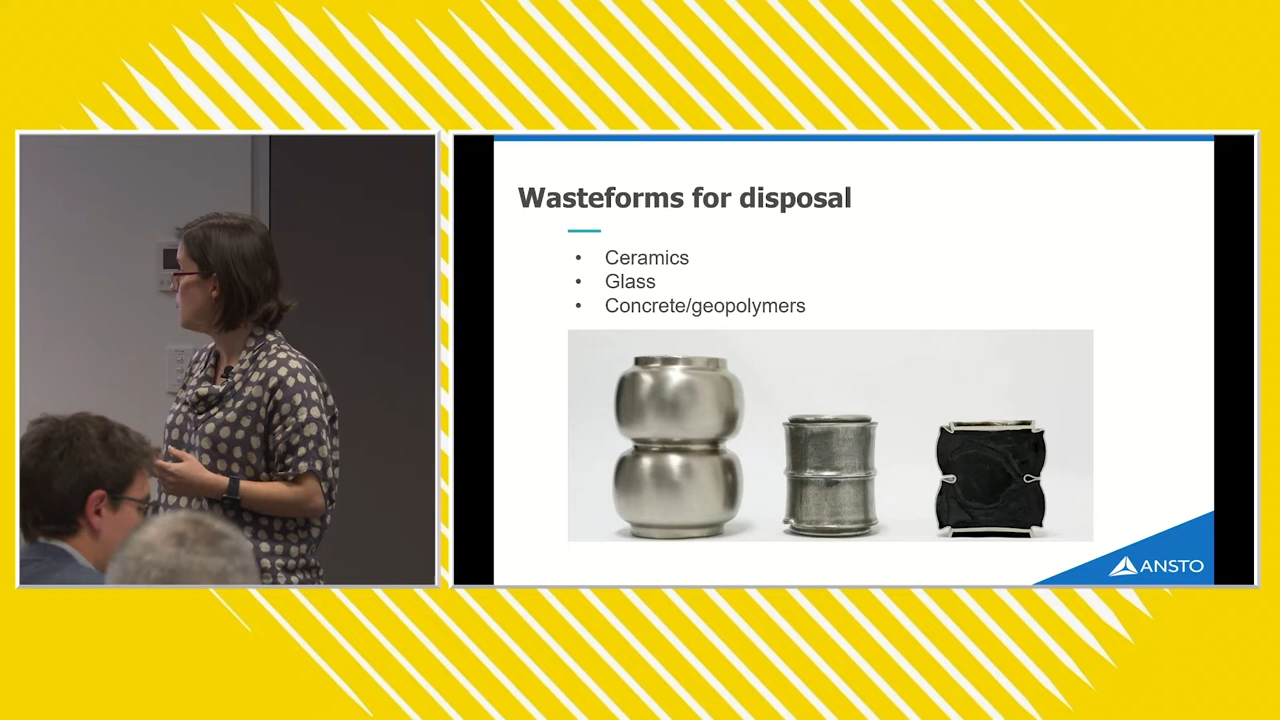 Wasteforms for disposal
• Ceramics
• Glass
• Concrete/geopolymers
ANSTO